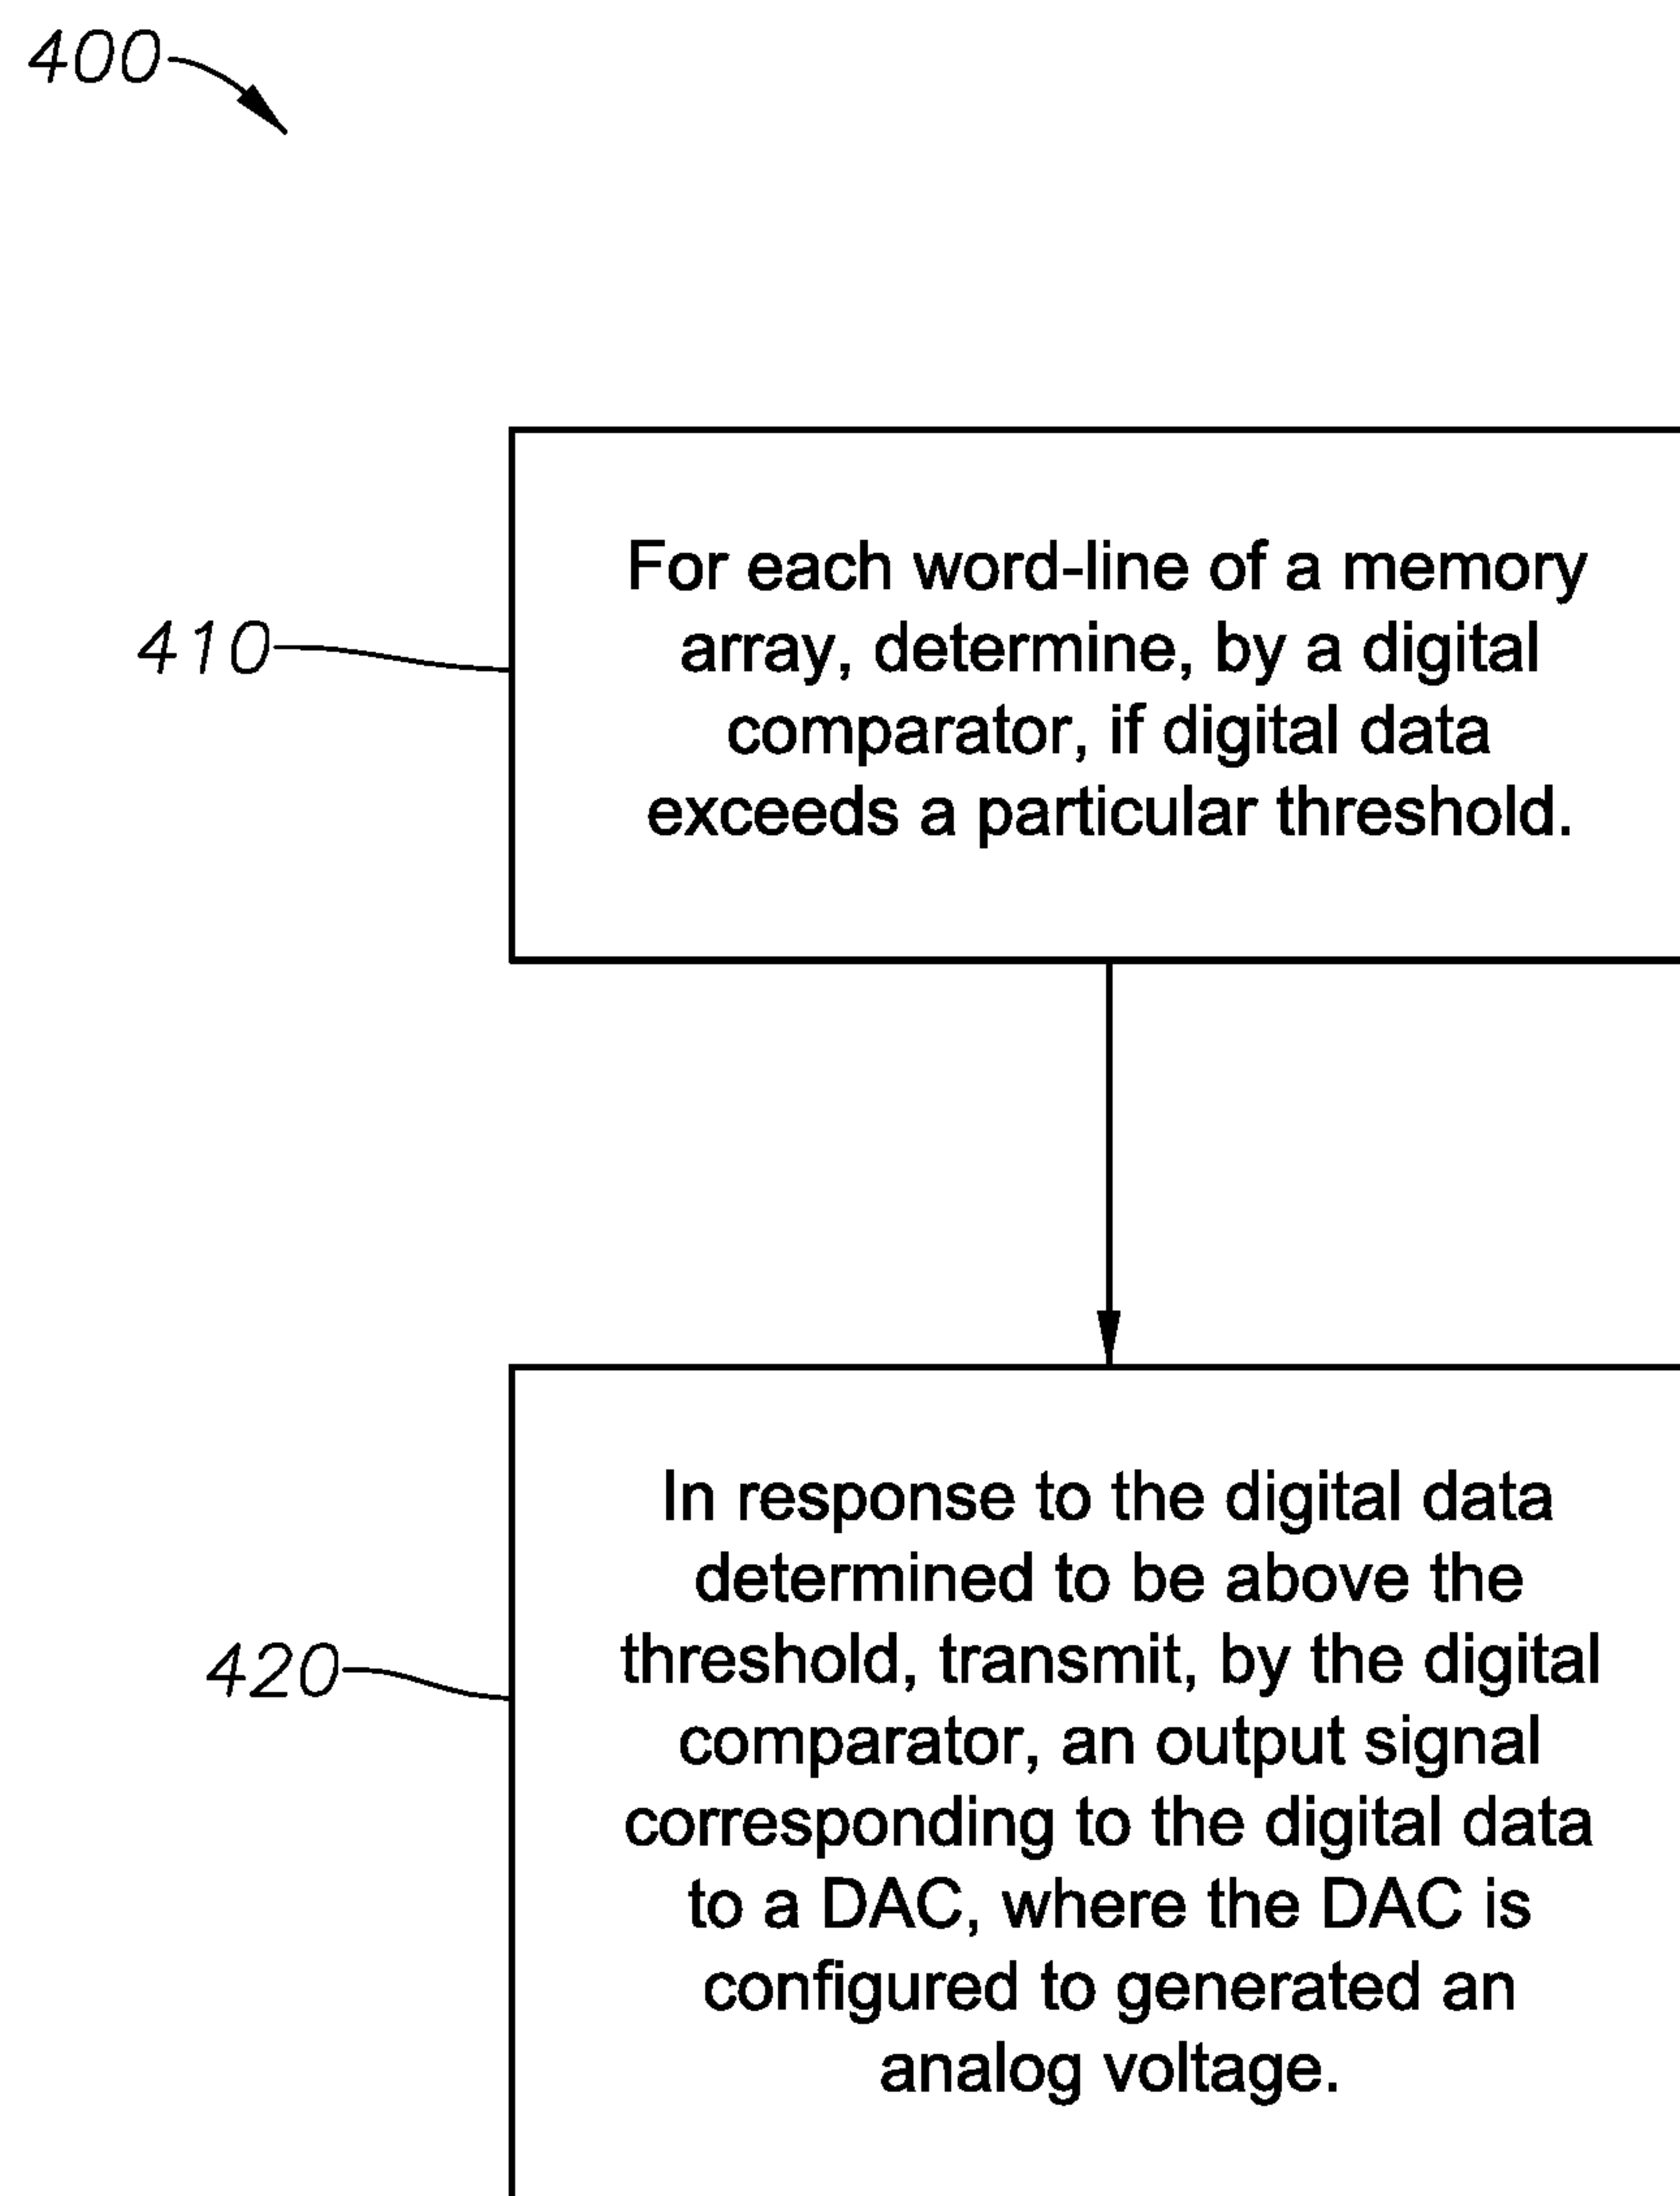 400
410
For each word-line of a memory
array, determine, by a digital
comparator, if digital data
exceeds a particular threshold.
420
In response to the digital data
determined to be above the
threshold, transmit, by the digital
comparator, an output signal
corresponding to the digital data
to a DAC, where the DAC is
configured to generated an
analog voltage.